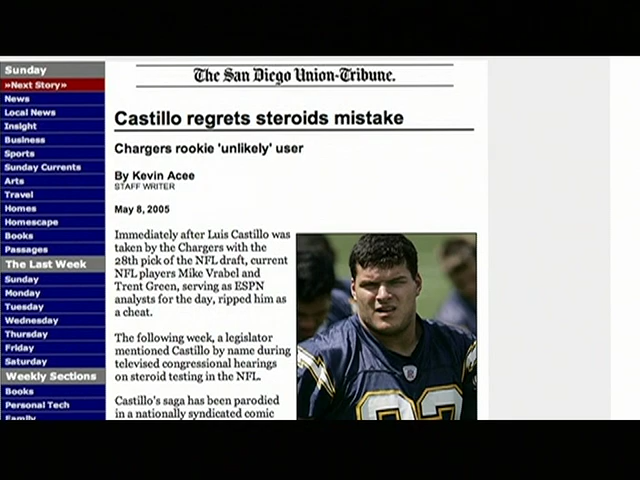 Sunday
»Next Story»
News
Local News
Insight
Business
Sports
Sunday Currents
Arts
Travel
Homes
Homescape
Books
Passages
The Last Week
Sunday
Monday
Tuesday
Wednesday
Thursday
Friday
Saturday
Weekly Sections
Books
Personal Tech
Family
The San Diego Union-Tribune.
Castillo regrets steroids mistake
Chargers rookie 'unlikely' user
By Kevin Acee
STAFF WRITER
May 8, 2005
Immediately after Luis Castillo was
taken by the Chargers with the
28th pick of the NFL draft, current
NFL players Mike Vrabel and
Trent Green, serving as ESPN
analysts for the day, ripped him as
a cheat.
The following week, a legislator
mentioned Castillo by name during
televised congressional hearings
on steroid testing in the NFL.
Castillo's saga has been parodied
in a nationally syndicated comic